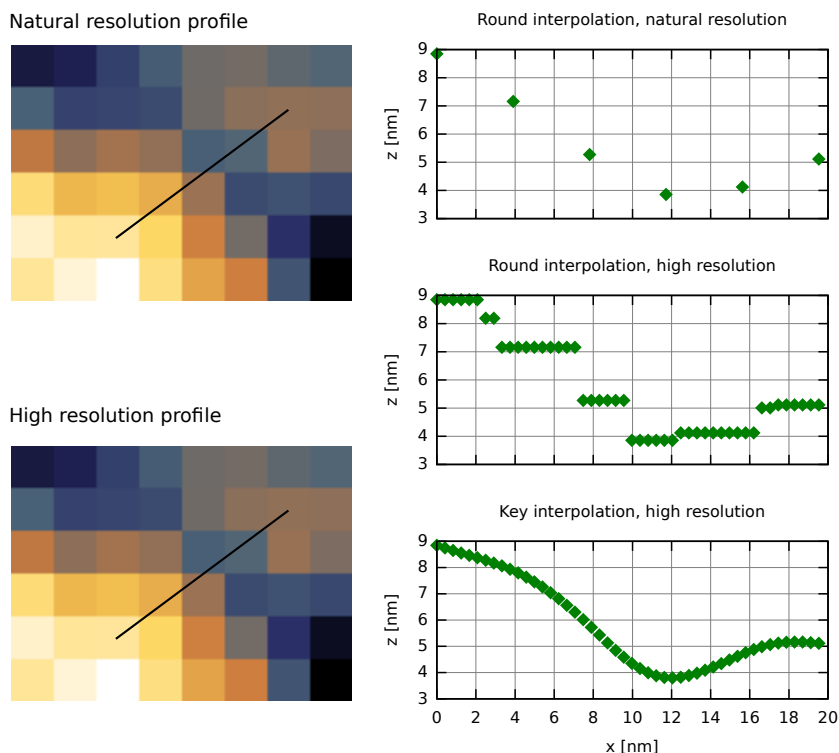 Natural resolution profile
High resolution profile
Round interpolation, natural resolution
9
8
7
6
5
4
3
z [nm]
Round interpolation, high resolution
9
8
7
6
5
4
3
z [nm]
Key interpolation, high resolution
9
8
7
6
5
4
3
z [nm]
0 2 4 6 8 10 12 14 16 18 20
x [nm]